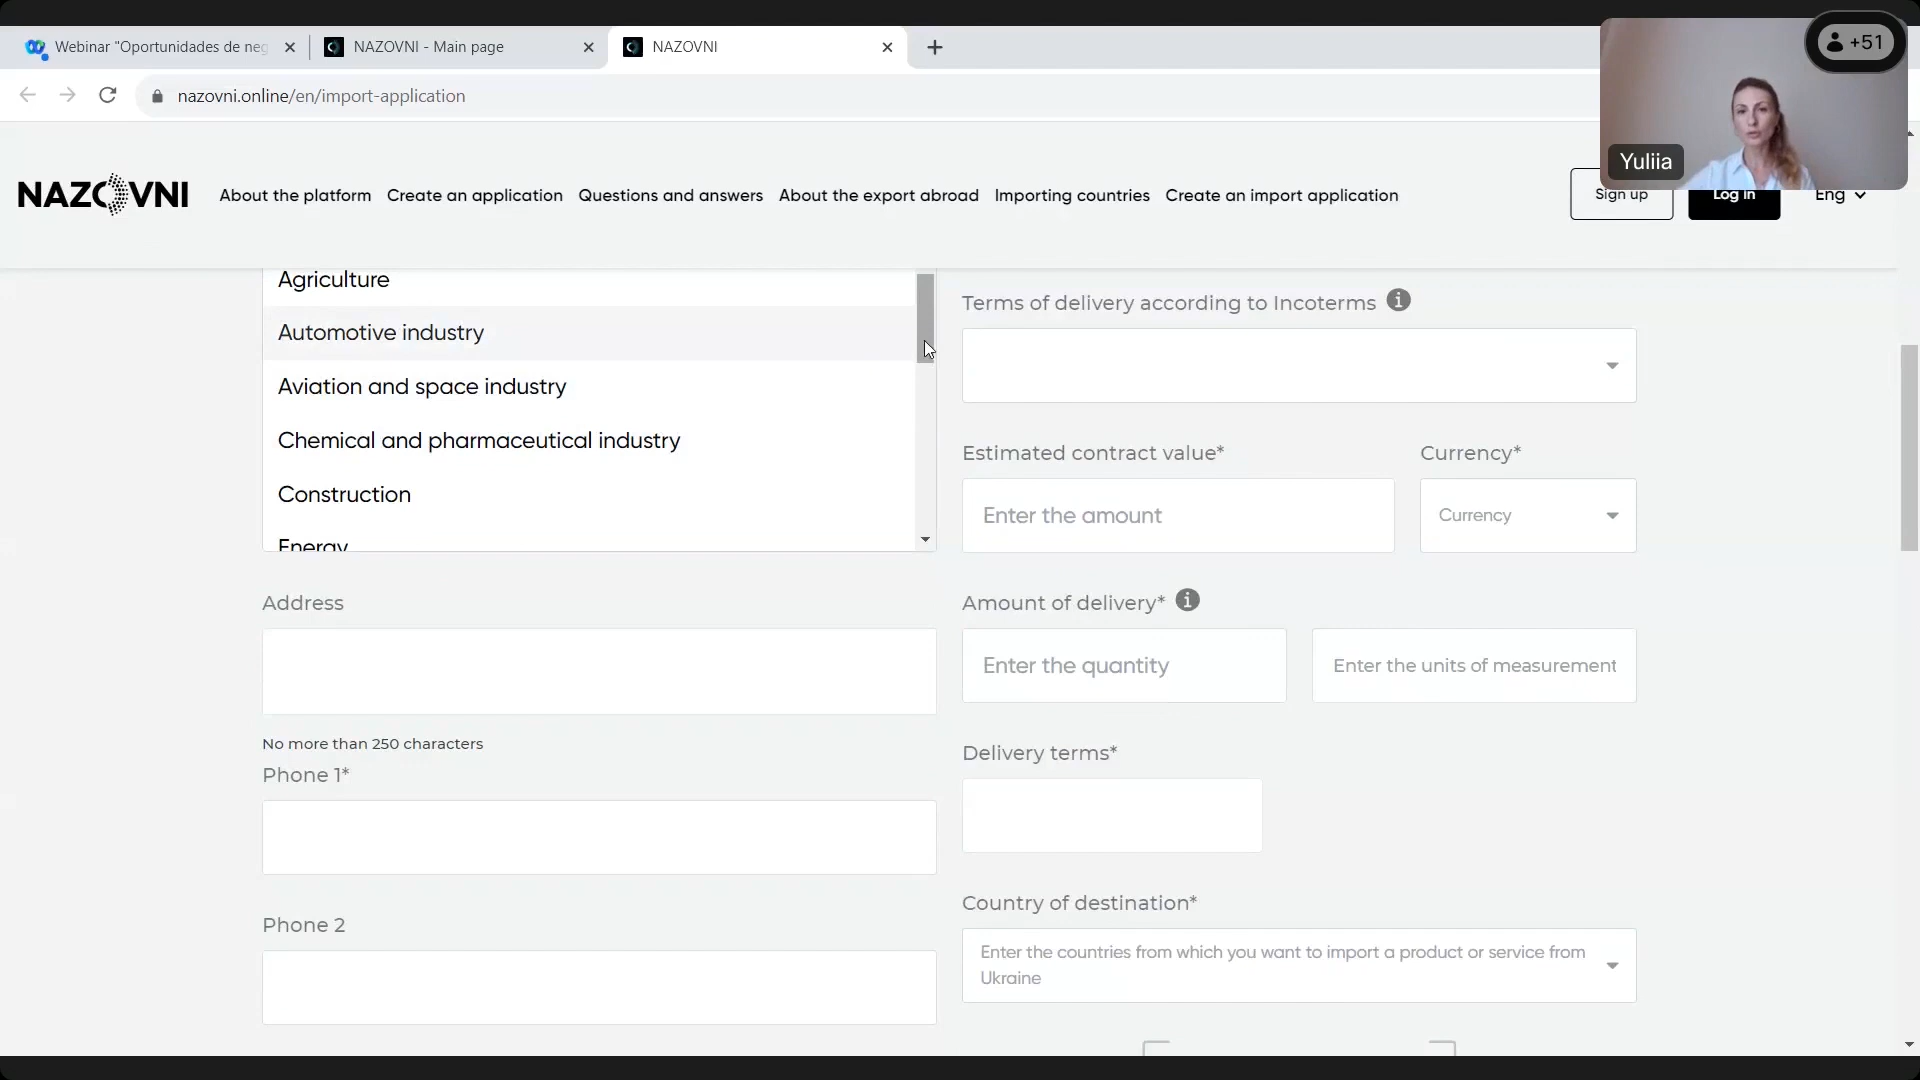 Webinar "Oportunidades de neg
NAZOVNI - Main page
NAZOVNI
+51
nazovni.online/en/import-application
Yuliia
NAZOVNI
About the platform
Create an application
Questions and answers
About the export abroad
Importing countries
Create an import application
Sign up
Log in
Eng
Agriculture
Automotive industry
Aviation and space industry
Chemical and pharmaceutical industry
Construction
Energy
Address
No more than 250 characters
Phone 1*
Phone 2
Terms of delivery according to Incoterms
Estimated contract value*
Currency*
Enter the amount
Currency
Amount of delivery*
Enter the quantity
Enter the units of measurement
Delivery terms*
Country of destination*
Enter the countries from which you want to import a product or service from
Ukraine